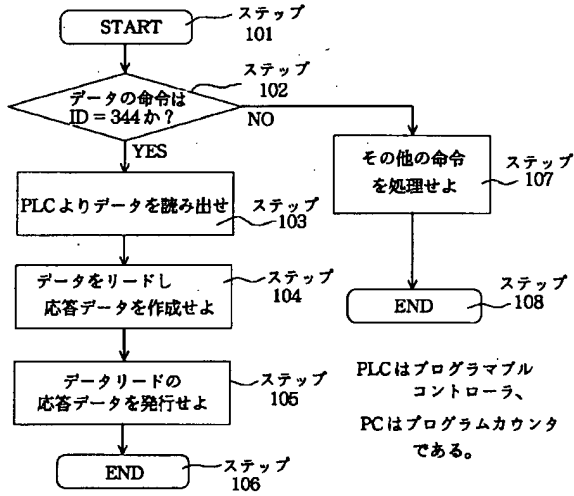 START
ステップ
101
ステップ
102
データの命令は
ID = 344か?
NO
YES
その他の命令
を処理せよ
ステップ
107
PLCよりデータを読み出せ
ステップ
103
データをリードし
応答データを作成せよ
ステップ
104
END
ステップ
108
データリードの
応答データを発行せよ
ステップ
105
PLCはプログラマブル
コントローラ、
PCはプログラムカウンタ
である。
END
ステップ
106